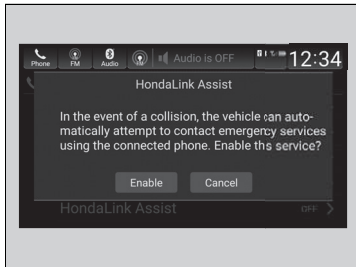 Phone FM Audio Audio is OFF 12:34
HondaLink Assist
In the event of a collision, the vehicle can auto-
matically attempt to contact emergency services
using the connected phone. Enable ths service?
Enable Cancel
HondaLink Assist OFF